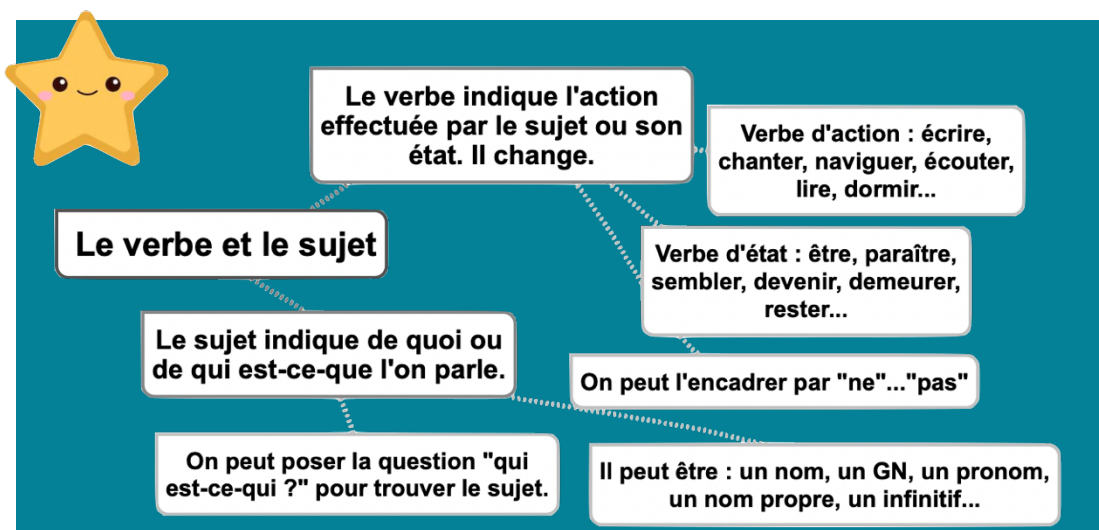 Le verbe indique l'action
effectuée par le sujet ou son
état. Il change.
Verbe d'action : écrire,
chanter, naviguer, écouter,
lire, dormir...
Le verbe et le sujet
Verbe d'état : être, paraître,
sembler, devenir, demeurer,
rester...
Le sujet indique de quoi ou
de qui est-ce-que l'on parle.
On peut l'encadrer par "ne"..."pas"
On peut poser la question "qui
est-ce-qui ?" pour trouver le sujet.
Il peut être : un nom, un GN, un pronom,
un nom propre, un infinitif...